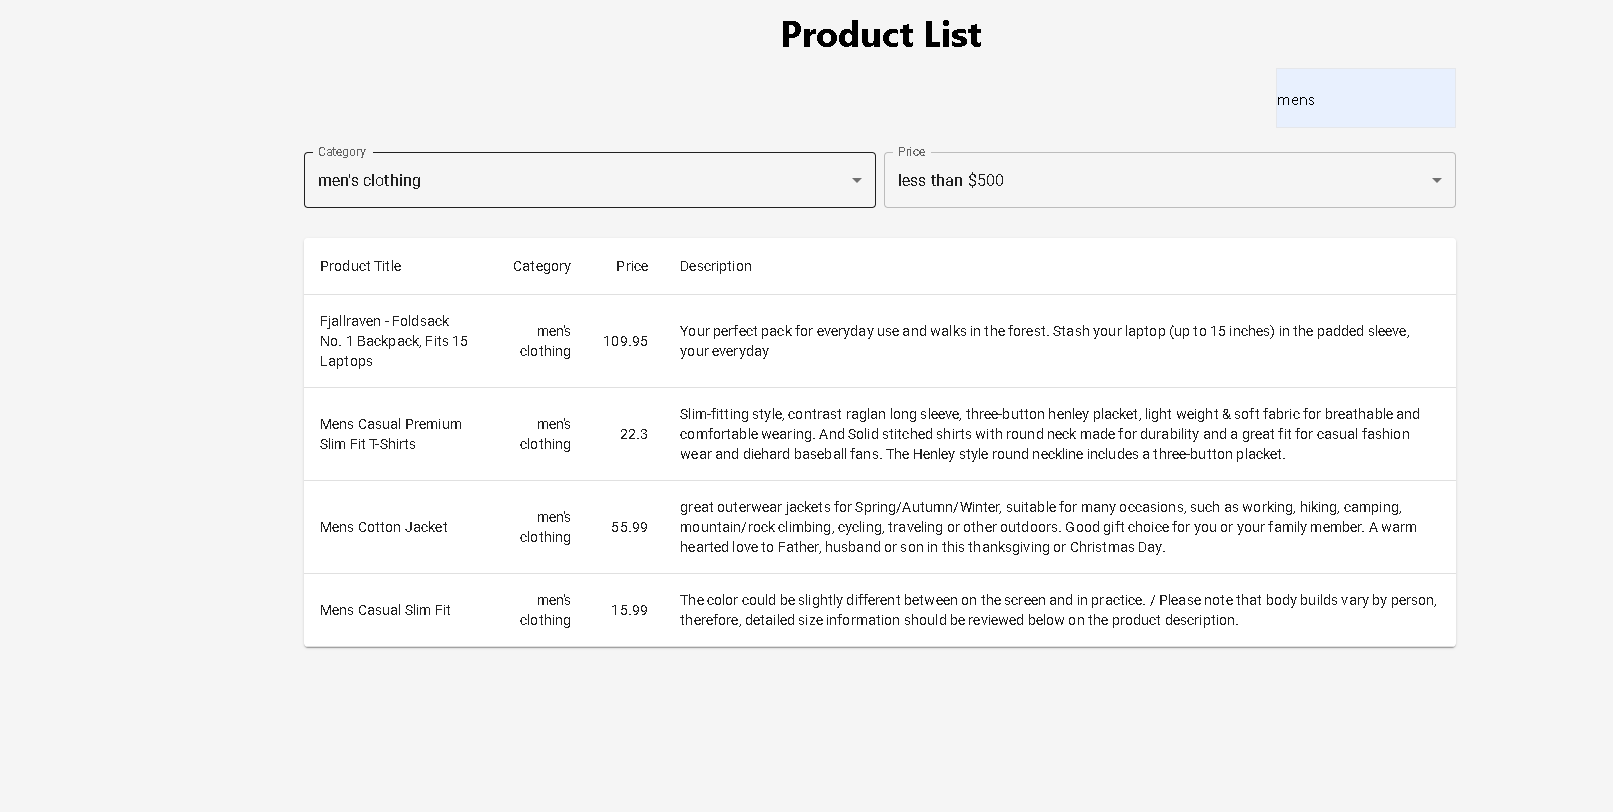 Product List
mens
Category
Price
men's clothing
less than $500
Product Title
Category
Price
Description
Fjallraven - Foldsack
No. 1 Backpack, Fits 15
Laptops
men's
clothing
109.95
Your perfect pack for everyday use and walks in the forest. Stash your laptop (up to 15 inches) in the padded sleeve,
your everyday
Mens Casual Premium
Slim Fit T-Shirts
men's
clothing
22.3
Slim-fitting style, contrast raglan long sleeve, three-button henley placket, light weight & soft fabric for breathable and
comfortable wearing. And Solid stitched shirts with round neck made for durability and a great fit for casual fashion
wear and diehard baseball fans. The Henley style round neckline includes a three-button placket.
Mens Cotton Jacket
men's
clothing
55.99
great outerwear jackets for Spring/Autumn/Winter, suitable for many occasions, such as working, hiking, camping,
mountain/rock climbing, cycling, traveling or other outdoors. Good gift choice for you or your family member. A warm
hearted love to Father, husband or son in this thanksgiving or Christmas Day.
Mens Casual Slim Fit
men's
clothing
15.99
The color could be slightly different between on the screen and in practice. / Please note that body builds vary by person,
therefore, detailed size information should be reviewed below on the product description.